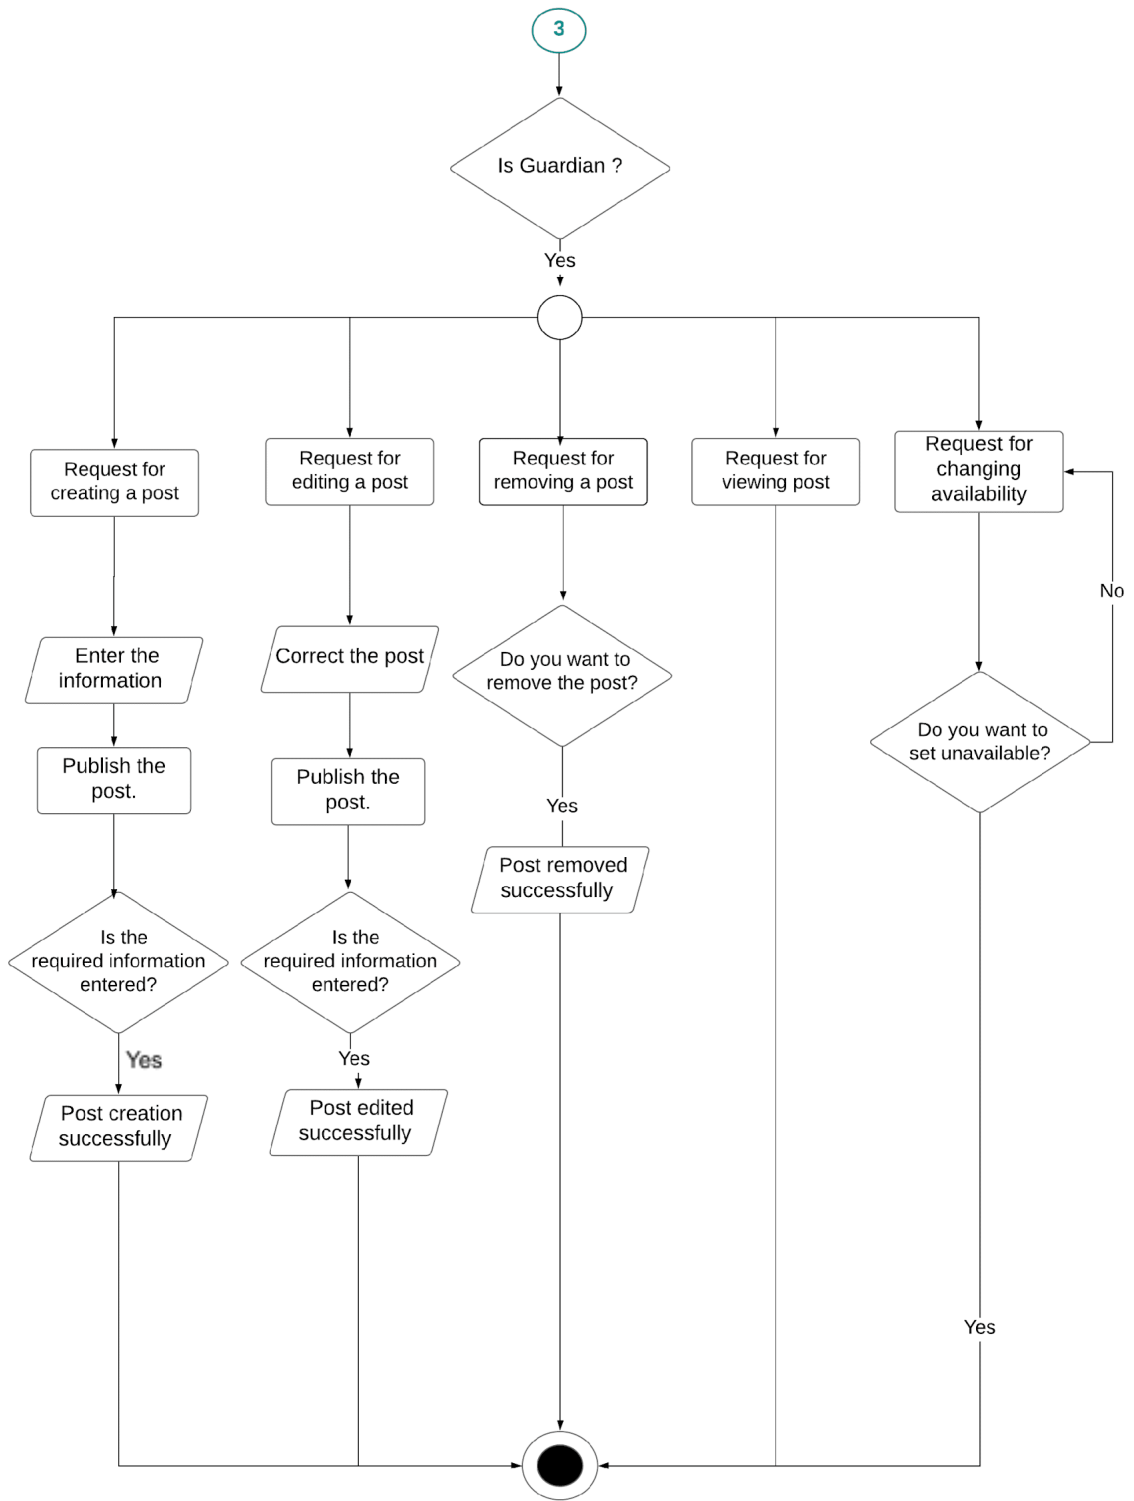 3
Is Guardian ?
Yes
Request for
creating a post
Request for
editing a post
Request for
removing a post
Request for
viewing post
Request for
changing
availability
No
Enter the
information
Correct the post
Do you want to
remove the post?
Do you want to
set unavailable?
Publish the
post.
Publish the
post.
Yes
Post removed
successfully
Is the
required information
entered?
Is the
required information
entered?
Yes
Yes
Post creation
successfully
Post edited
successfully
Yes